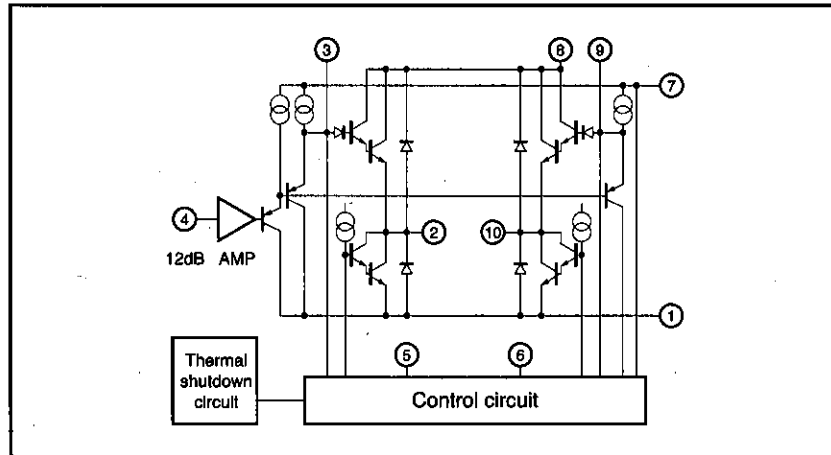 3
8
9
7
4
12dB AMP
2
10
1
5
6
Thermal
shutdown
circuit
Control circuit